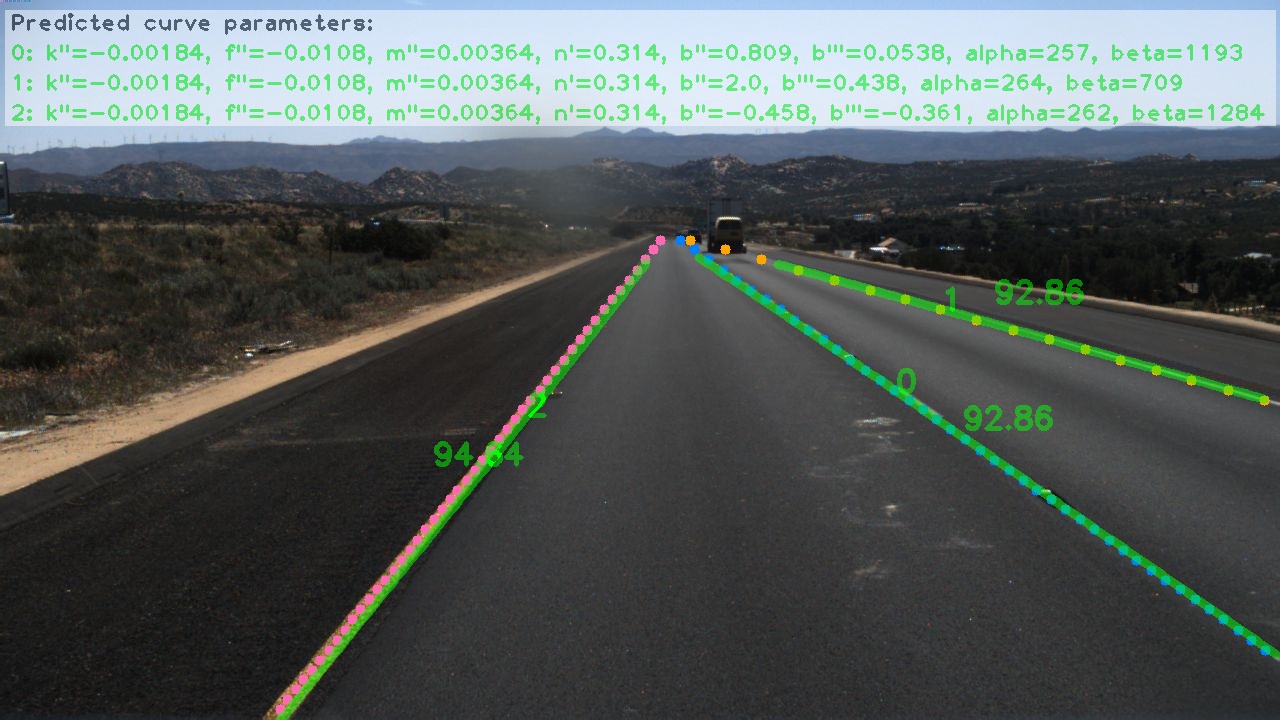 Predicted curve parameters:
0: k''=-0.00184, f''=-0.0108, m''=0.00364, n'=0.314, b''=0.809, b'''=0.0538, alpha=257, beta=1193
1: k''=-0.00184, f''=-0.0108, m''=0.00364, n'=0.314, b''=2.0, b'''=0.438, alpha=264, beta=709
2: k''=-0.00184, f''=-0.0108, m''=0.00364, n'=0.314, b''=-0.458, b'''=-0.361, alpha=262, beta=1284
1 92.86
0
92.86
2
94.64